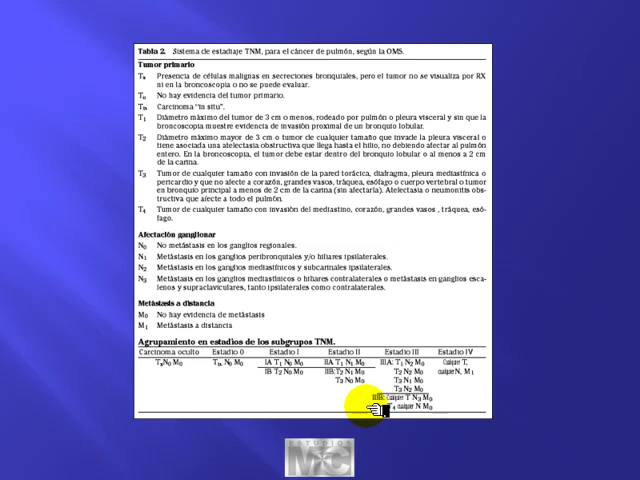 Tabla 2. Sistema de estadiaje TNM, para el cáncer de pulmón, según la OMS.
Tumor primario
Tx Presencia de células malignas en secreciones bronquiales, pero el tumor no se visualiza por RX
ni en la broncoscopia o no se puede evaluar.
To No hay evidencia del tumor primario.
Tis Carcinoma "in situ".
T1 Diámetro máximo del tumor de 3 cm o menos, rodeado por pulmón o pleura visceral y sin que la
broncoscopia muestre evidencia de invasión proximal de un bronquio lobular.
T2 Diámetro máximo mayor de 3 cm o tumor de cualquier tamaño que invade la pleura visceral o
tiene asociada una atelectasia obstructiva que llega hasta el hilio, no debiendo afectar al pulmón
entero. En la broncoscopia, el tumor debe estar dentro del bronquio lobular o al menos a 2 cm
de la carina.
T3 Tumor de cualquier tamaño con invasión de la pared torácica, diafragma, pleura mediastínica o
pericardio y que no afecte a corazón, grandes vasos, tráquea, esófago o cuerpo vertebral o tumor
en bronquio principal a menos de 2 cm de la carina (sin afectarla). Atelectasia o neumonitis obs-
tructiva que afecte a todo el pulmón.
T4 Tumor de cualquier tamaño con invasión del mediastino, corazón, grandes vasos , tráquea, esó-
fago.
Afectación ganglionar
N0 No metástasis en los ganglios regionales.
N1 Metástasis en los ganglios peribronquiales y/o hiliares ipsilaterales.
N2 Metástasis en los ganglios mediastínicos y subcarinales ipsilaterales.
N3 Metástasis en los ganglios mediastínicos o hiliares contralaterales o metástasis en ganglios esca-
lenos y supraclaviculares, tanto ipsilaterales como contralaterales.
Metástasis a distancia
M0 No hay evidencia de metástasis
M1 Metástasis a distancia
Agrupamiento en estadios de los subgrupos TNM.
Carcinoma oculto Estadio 0 Estadio I Estadio II Estadio III Estadio IV
TxN0 M0 Tis N0 M0 IA T1 N0 M0 IIA T1 N1 M0 IIIA: T1 N2 M0 Cualquier T,
IB T2 N0 M0 IIB:T2 N1 M0 T2 N2 M0 cualquier N, M1
T3 N0 M0 T3 N1 M0
T3 N2 M0
IIIB: Cualquier T N3 M0
T4 cualquier N M0
ESTUDIOS
MC